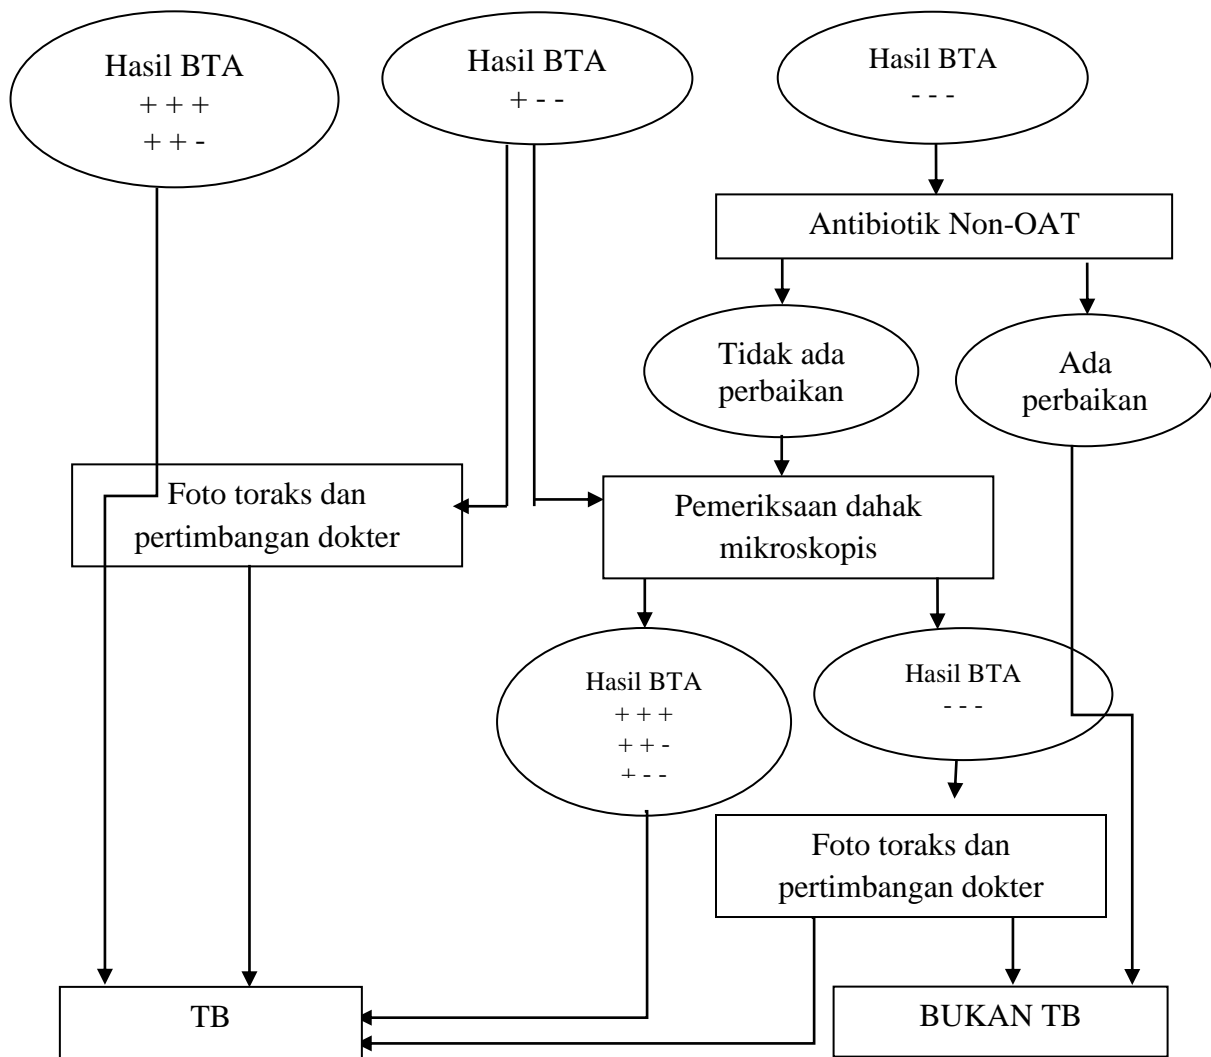 Hasil BTA
+ + +
+ + -
Hasil BTA
+ - -
Hasil BTA
- - -
Antibiotik Non-OAT
Tidak ada
perbaikan
Ada
perbaikan
Foto toraks dan
pertimbangan dokter
Pemeriksaan dahak
mikroskopis
Hasil BTA
+ + +
+ + -
+ - -
Hasil BTA
- - -
Foto toraks dan
pertimbangan dokter
TB
BUKAN TB